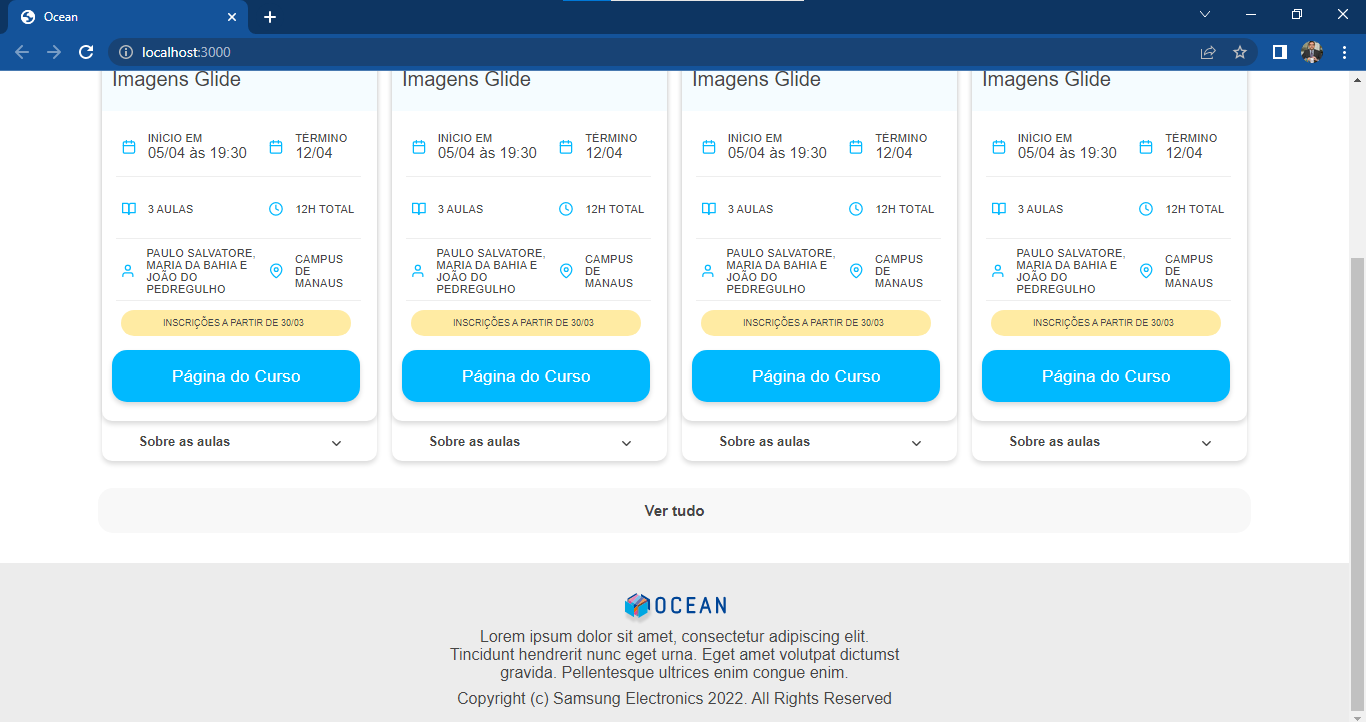 Ocean
localhost:3000
Imagens Glide
Imagens Glide
Imagens Glide
Imagens Glide
INÍCIO EM
05/04 às 19:30
TÉRMINO
12/04
3 AULAS
12H TOTAL
PAULO SALVATORE,
MARIA DA BAHIA E
JOÃO DO
PEDREGULHO
CAMPUS
DE
MANAUS
INSCRIÇÕES A PARTIR DE 30/03
Página do Curso
Sobre as aulas
INÍCIO EM
05/04 às 19:30
TÉRMINO
12/04
3 AULAS
12H TOTAL
PAULO SALVATORE,
MARIA DA BAHIA E
JOÃO DO
PEDREGULHO
CAMPUS
DE
MANAUS
INSCRIÇÕES A PARTIR DE 30/03
Página do Curso
Sobre as aulas
INÍCIO EM
05/04 às 19:30
TÉRMINO
12/04
3 AULAS
12H TOTAL
PAULO SALVATORE,
MARIA DA BAHIA E
JOÃO DO
PEDREGULHO
CAMPUS
DE
MANAUS
INSCRIÇÕES A PARTIR DE 30/03
Página do Curso
Sobre as aulas
INÍCIO EM
05/04 às 19:30
TÉRMINO
12/04
3 AULAS
12H TOTAL
PAULO SALVATORE,
MARIA DA BAHIA E
JOÃO DO
PEDREGULHO
CAMPUS
DE
MANAUS
INSCRIÇÕES A PARTIR DE 30/03
Página do Curso
Sobre as aulas
Ver tudo
OCEAN
Lorem ipsum dolor sit amet, consectetur adipiscing elit.
Tincidunt hendrerit nunc eget urna. Eget amet volutpat dictumst
gravida. Pellentesque ultrices enim congue enim.
Copyright (c) Samsung Electronics 2022. All Rights Reserved